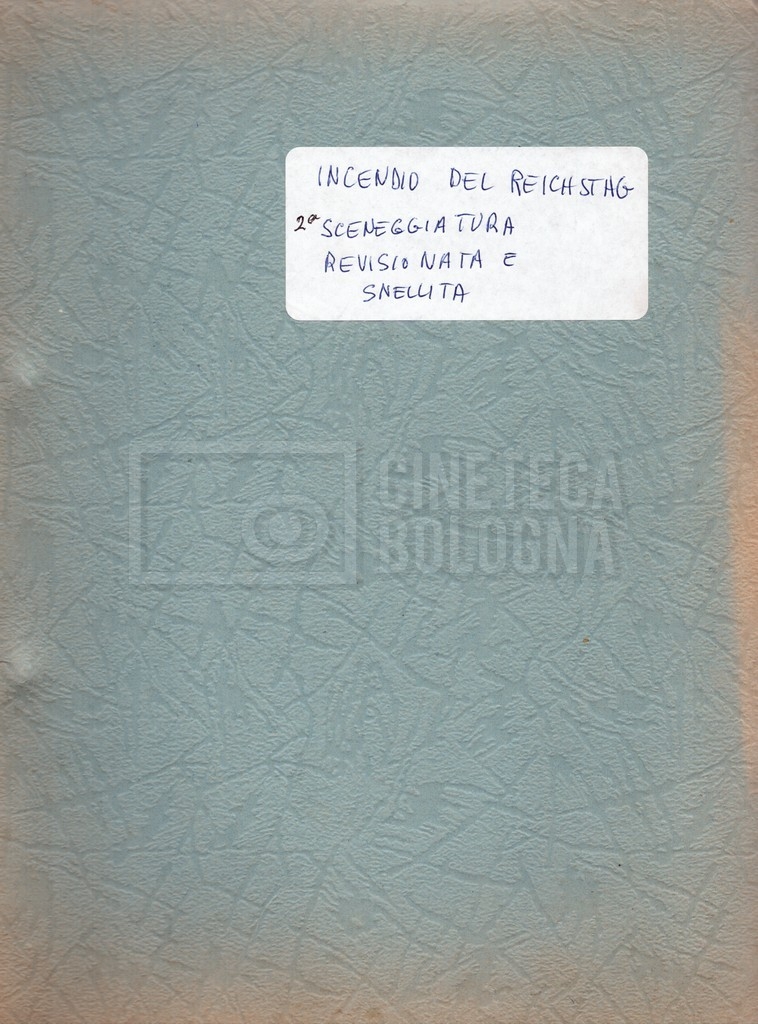 INCENDIO DEL REICHSTAG
2ª SCENEGGIATURA
REVISIONATA E
SNELLITA
CINETECA
BOLOGNA